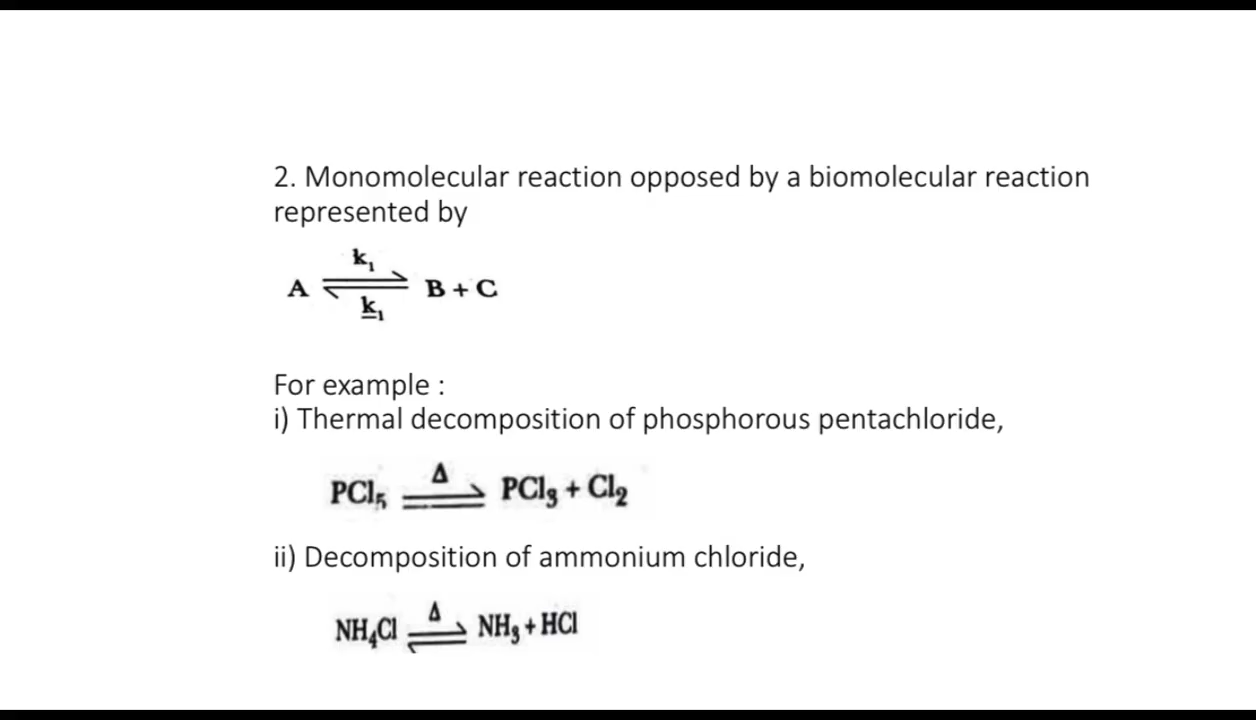 2. Monomolecular reaction opposed by a biomolecular reaction
represented by
k₁
A ⇌ B + C
k̲₁
For example :
i) Thermal decomposition of phosphorous pentachloride,
Δ
PCl₅ ⇌ PCl₃ + Cl₂
ii) Decomposition of ammonium chloride,
Δ
NH₄Cl ⇌ NH₃ + HCl